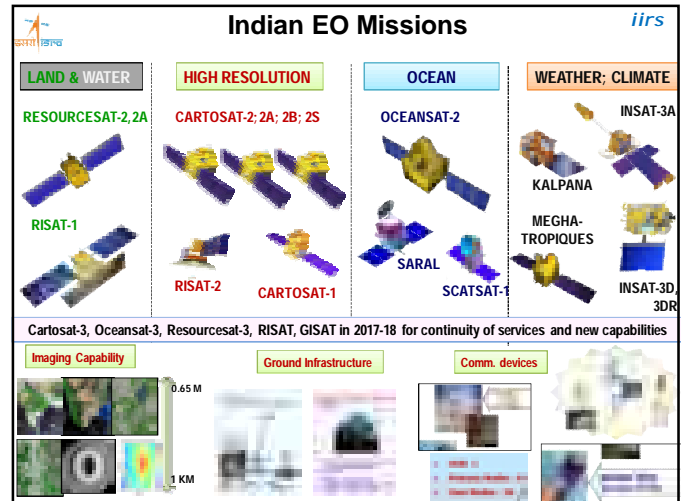 Indian EO Missions
iirs
इसरो isro
LAND & WATER
HIGH RESOLUTION
OCEAN
WEATHER; CLIMATE
RESOURCESAT-2, 2A
CARTOSAT-2; 2A; 2B; 2S
OCEANSAT-2
INSAT-3A
KALPANA
RISAT-1
MEGHA-
TROPIQUES
RISAT-2
CARTOSAT-1
SARAL
SCATSAT-1
INSAT-3D,
3DR
Cartosat-3, Oceansat-3, Resourcesat-3, RISAT, GISAT in 2017-18 for continuity of services and new capabilities
Imaging Capability
Ground Infrastructure
Comm. devices
0.65 M
1 KM